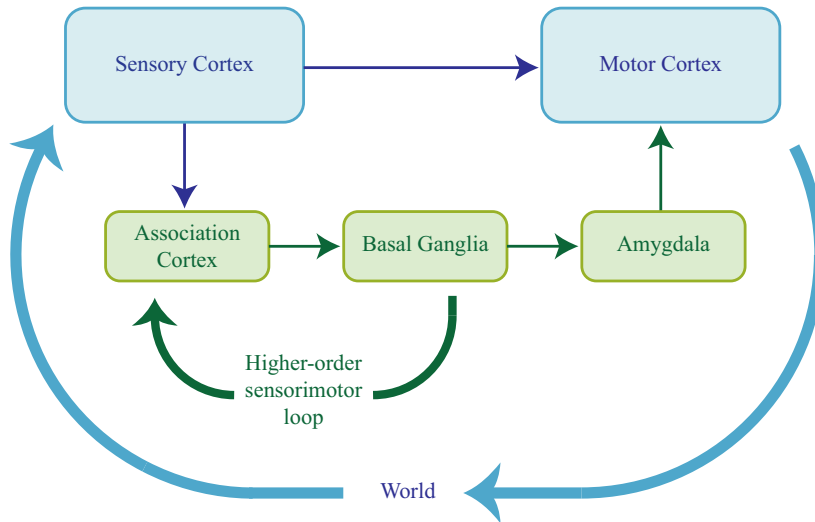 Sensory Cortex
Motor Cortex
Association
Cortex
Basal Ganglia
Amygdala
Higher-order
sensorimotor
loop
World